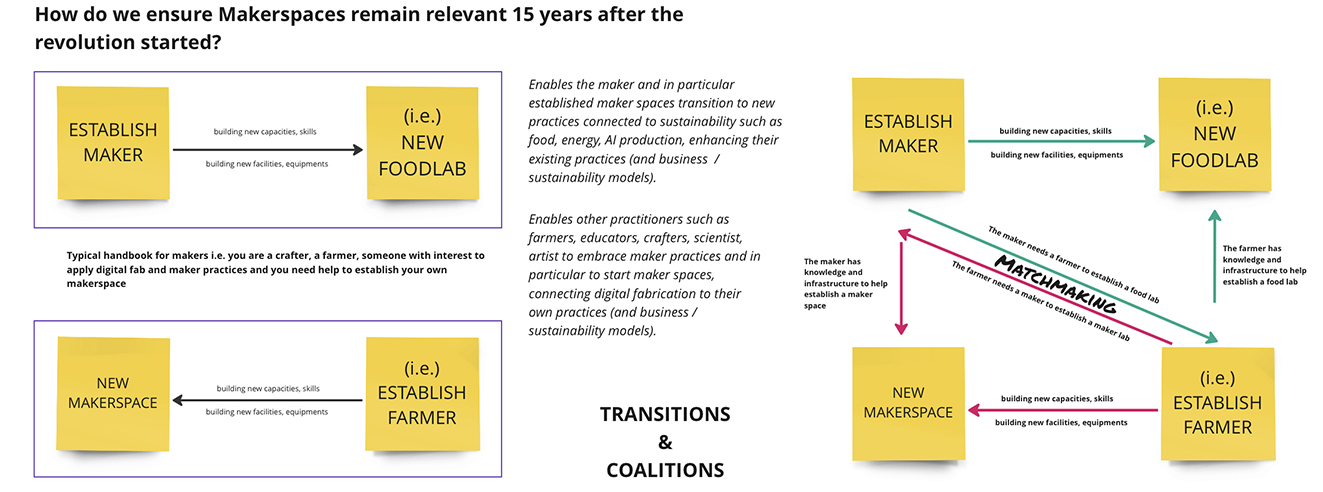 How do we ensure Makerspaces remain relevant 15 years after the
revolution started?
ESTABLISH
MAKER
building new capacities, skills
building new facilities, equipments
(i.e.)
NEW
FOODLAB
Typical handbook for makers i.e. you are a crafter, a farmer, someone with interest to
apply digital fab and maker practices and you need help to establish your own
makerspace
NEW
MAKERSPACE
building new capacities, skills
building new facilities, equipments
(i.e.)
ESTABLISH
FARMER
Enables the maker and in particular
established maker spaces transition to new
practices connected to sustainability such as
food, energy, AI production, enhancing their
existing practices (and business /
sustainability models).
Enables other practitioners such as
farmers, educators, crafters, scientist,
artist to embrace maker practices and in
particular to start maker spaces,
connecting digital fabrication to their
own practices (and business /
sustainability models).
TRANSITIONS
&
COALITIONS
ESTABLISH
MAKER
building new capacities, skills
building new facilities, equipments
(i.e.)
NEW
FOODLAB
The maker has
knowledge and
infrastructure to help
establish a maker
space
The maker needs a farmer to establish a food lab
MATCHMAKING
The farmer needs a maker to establish a maker lab
The farmer has
knowledge and
infrastructure to help
establish a food lab
NEW
MAKERSPACE
building new capacities, skills
building new facilities, equipments
(i.e.)
ESTABLISH
FARMER